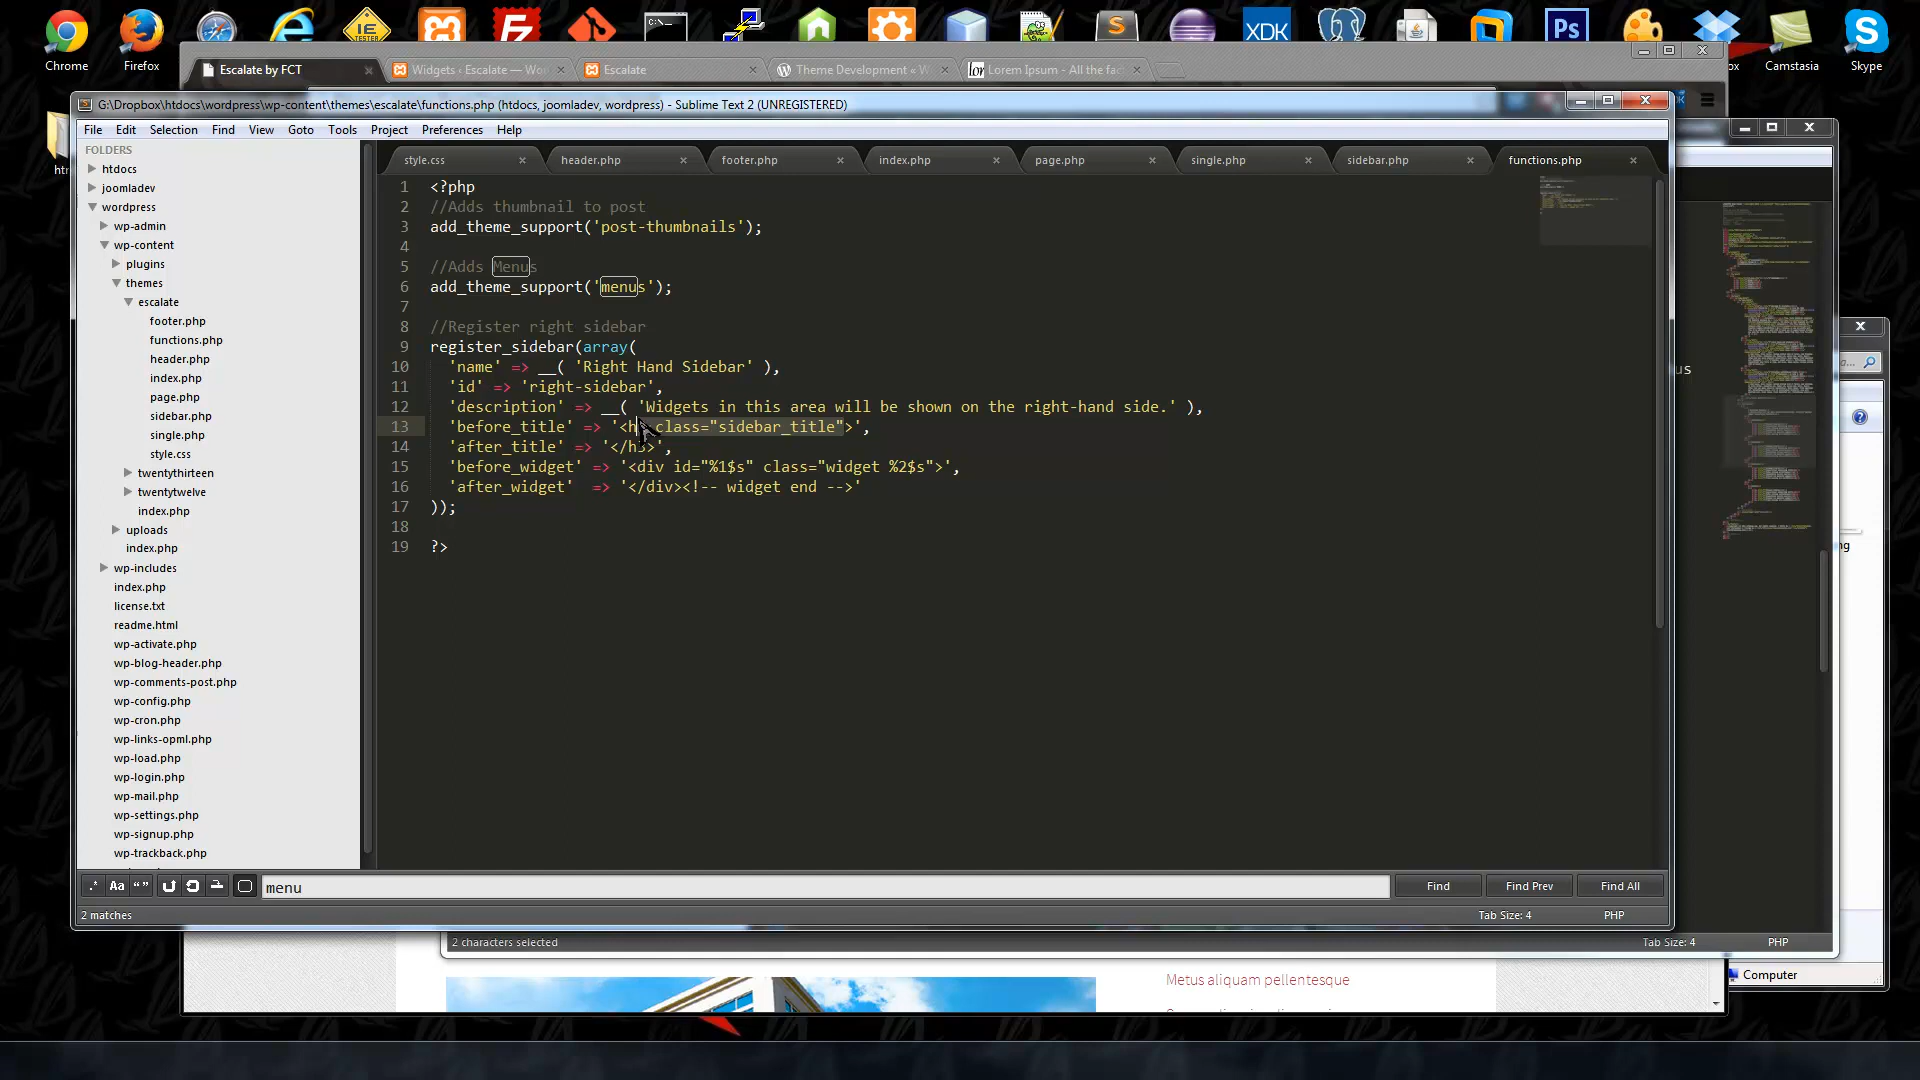 Chrome
Firefox
Camstasia
Skype
IE
TESTER
XDK
Ps
Escalate by FCT
Widgets ‹ Escalate — Wor
Escalate
Theme Development « W
Lorem Ipsum - All the fac
G:\Dropbox\htdocs\wordpress\wp-content\themes\escalate\functions.php (htdocs, joomladev, wordpress) - Sublime Text 2 (UNREGISTERED)
File Edit Selection Find View Goto Tools Project Preferences Help
FOLDERS
htdocs
joomladev
wordpress
wp-admin
wp-content
plugins
themes
escalate
footer.php
functions.php
header.php
index.php
page.php
sidebar.php
single.php
style.css
twentythirteen
twentytwelve
index.php
uploads
index.php
wp-includes
index.php
license.txt
readme.html
wp-activate.php
wp-blog-header.php
wp-comments-post.php
wp-config.php
wp-cron.php
wp-links-opml.php
wp-load.php
wp-login.php
wp-mail.php
wp-settings.php
wp-signup.php
wp-trackback.php
style.css header.php footer.php index.php page.php single.php sidebar.php functions.php
1 <?php
2 //Adds thumbnail to post
3 add_theme_support('post-thumbnails');
4
5 //Adds Menus
6 add_theme_support('menus');
7
8 //Register right sidebar
9 register_sidebar(array(
10 'name' => __( 'Right Hand Sidebar' ),
11 'id' => 'right-sidebar',
12 'description' => __( 'Widgets in this area will be shown on the right-hand side.' ),
13 'before_title' => '<h class="sidebar_title">',
14 'after_title' => '</h3>',
15 'before_widget' => '<div id="%1$s" class="widget %2$s">',
16 'after_widget' => '</div><!-- widget end -->'
17 ));
18
19 ?>
menu
Find
Find Prev
Find All
2 matches
Tab Size: 4
PHP
2 characters selected
Tab Size: 4
PHP
Computer
Metus aliquam pellentesque